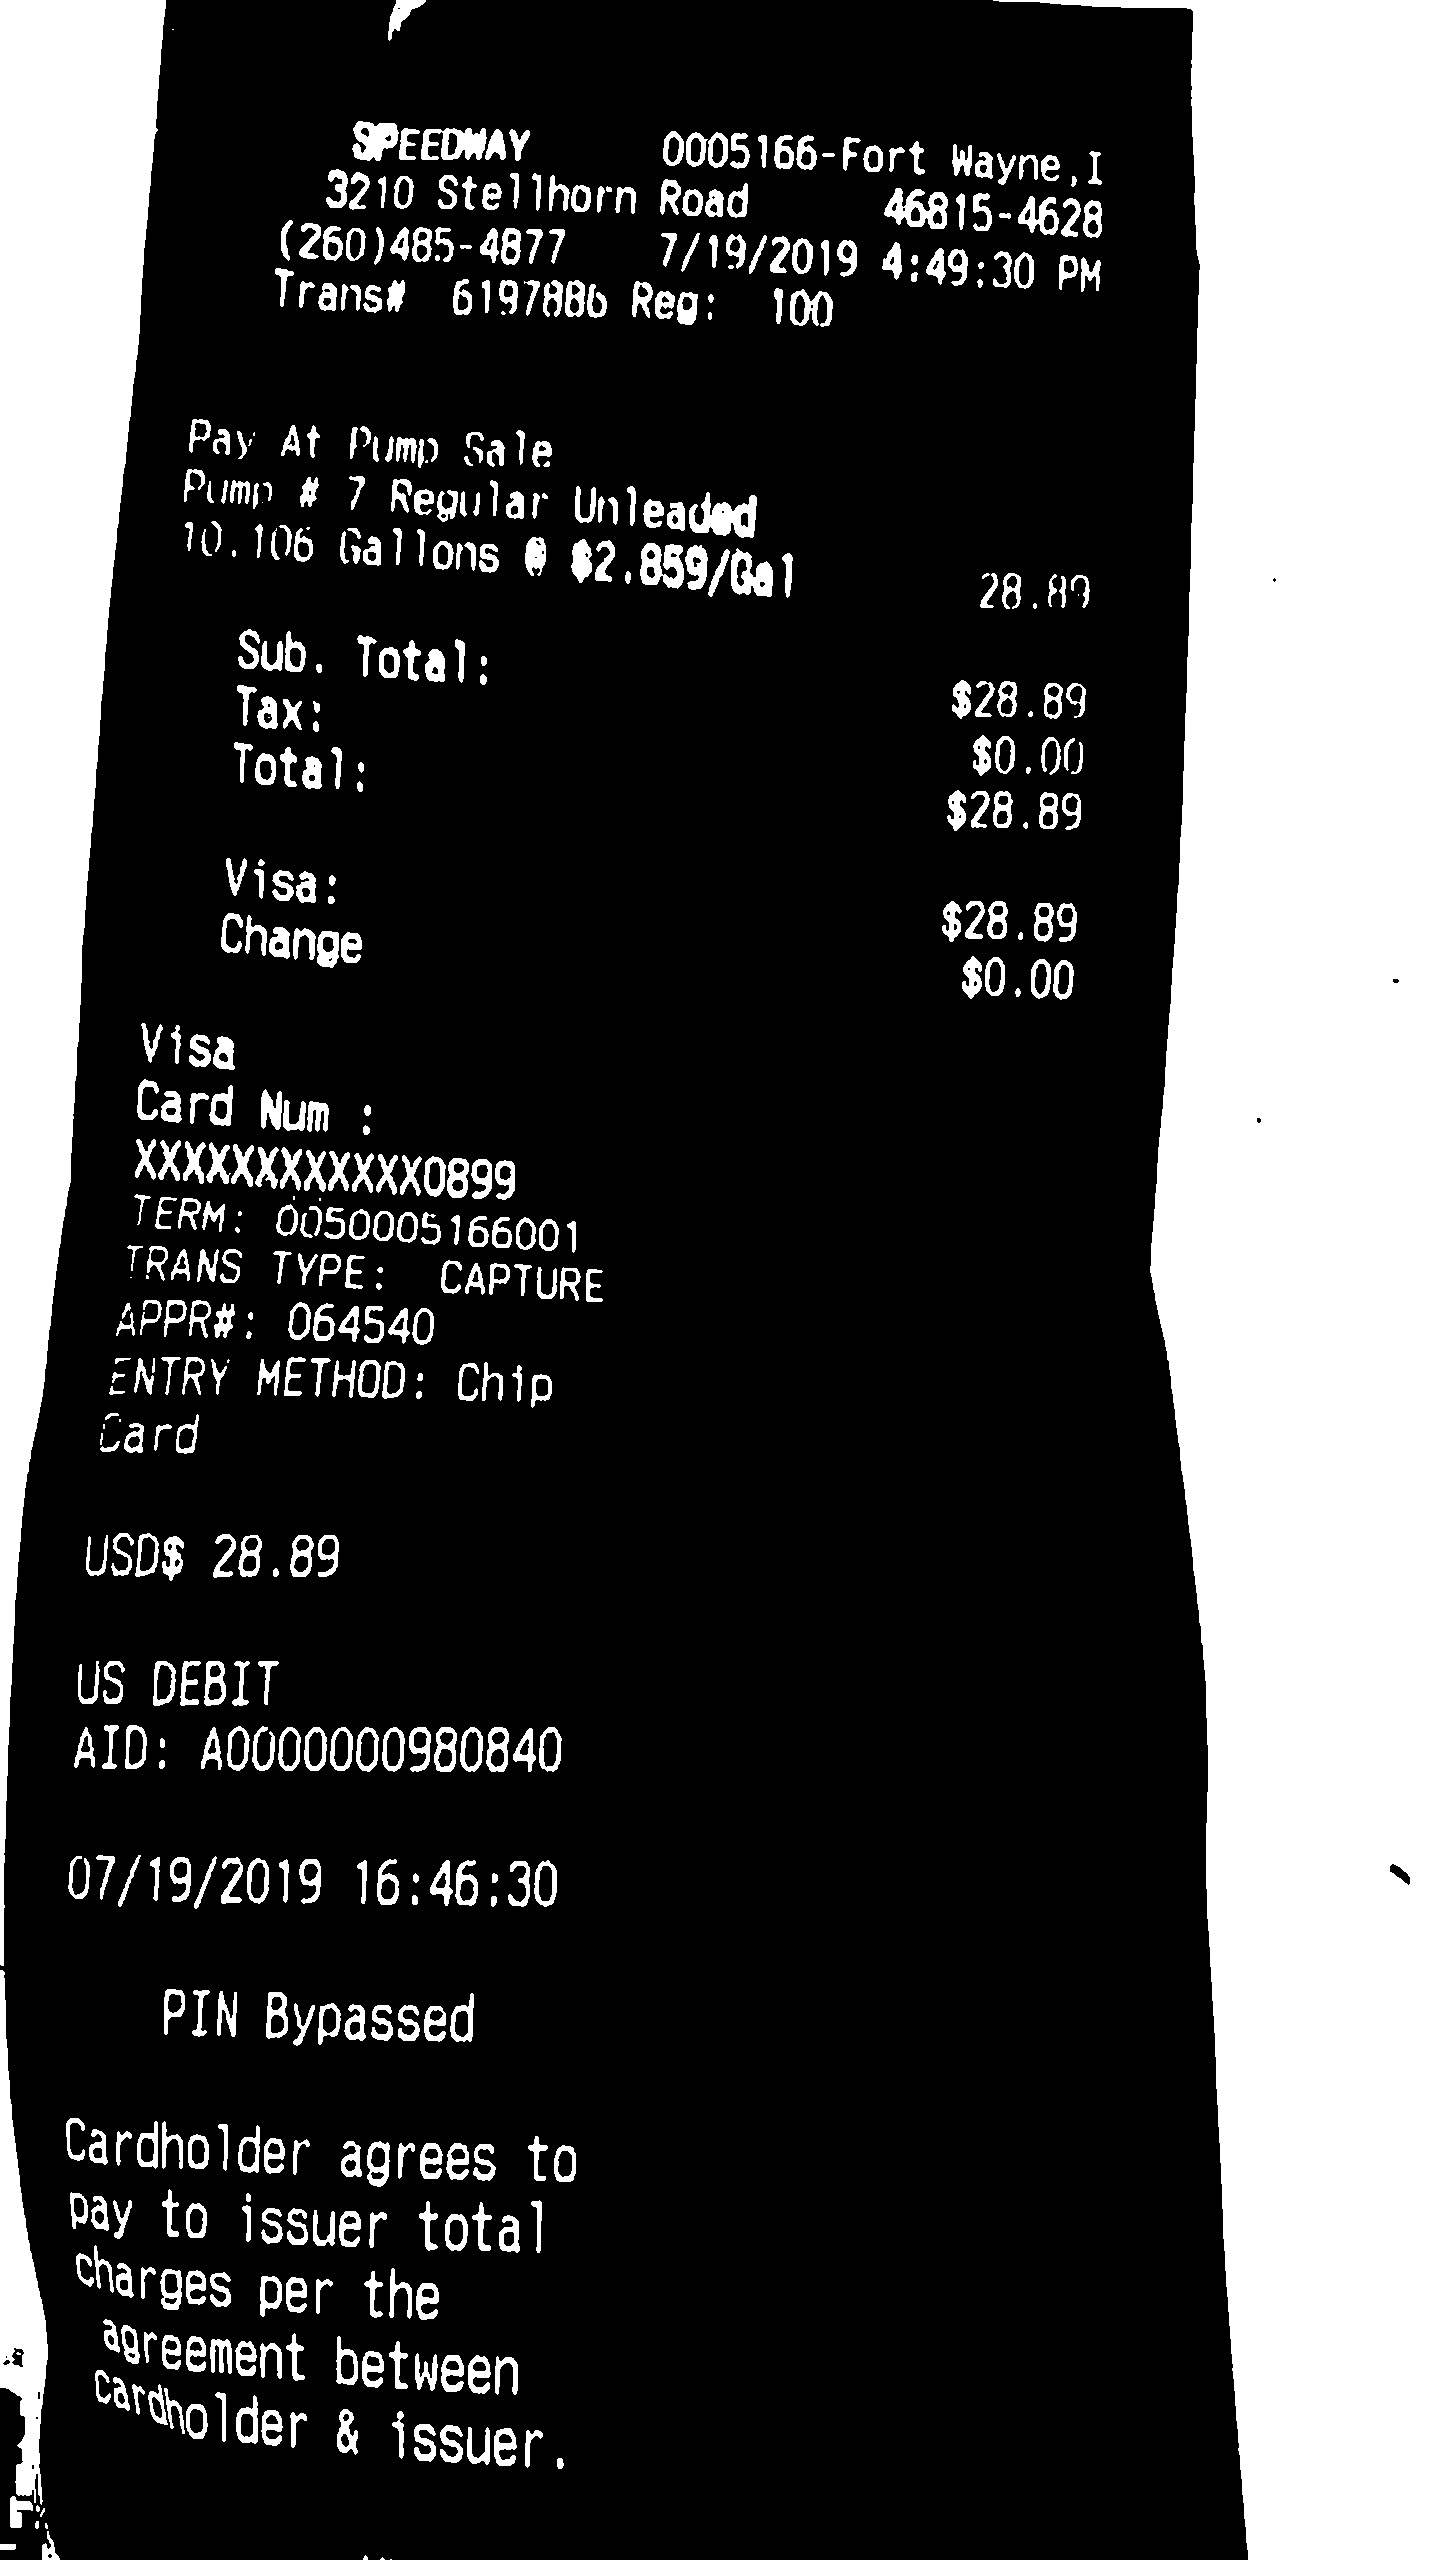 SPEEDWAY 0005166-Fort Wayne,I
3210 Stellhorn Road 46815-4628
(260)485-4877 7/19/2019 4:49:30 PM
Trans# 6197886 Reg: 100
Pay At Pump Sale
Pump # 7 Regular Unleaded
10.106 Gallons @ $2.859/Gal 28.89
Sub. Total: $28.89
Tax: $0.00
Total: $28.89
Visa: $28.89
Change $0.00
Visa
Card Num :
XXXXXXXXXXXX0899
TERM: 0050005166001
TRANS TYPE: CAPTURE
APPR#: 064540
ENTRY METHOD: Chip
Card
USD$ 28.89
US DEBIT
AID: A0000000980840
07/19/2019 16:46:30
PIN Bypassed
Cardholder agrees to
pay to issuer total
charges per the
agreement between
cardholder & issuer.